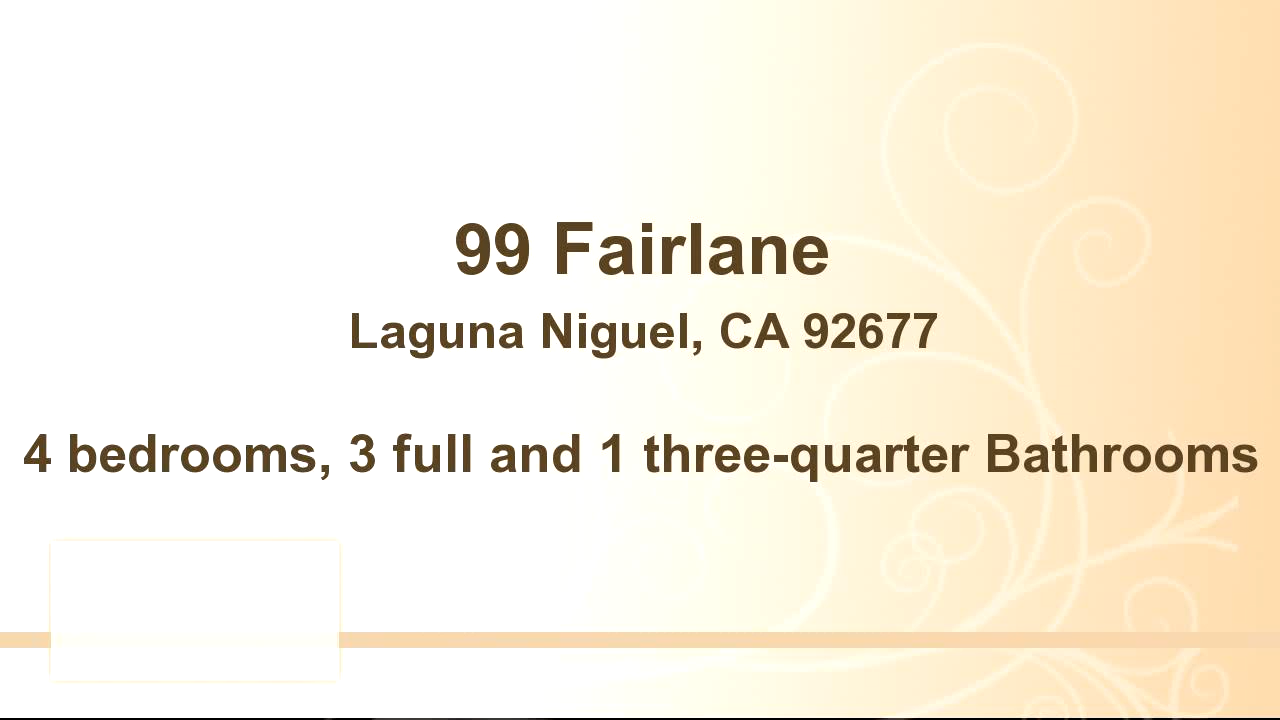 99 Fairlane
Laguna Niguel, CA 92677
4 bedrooms, 3 full and 1 three-quarter Bathrooms